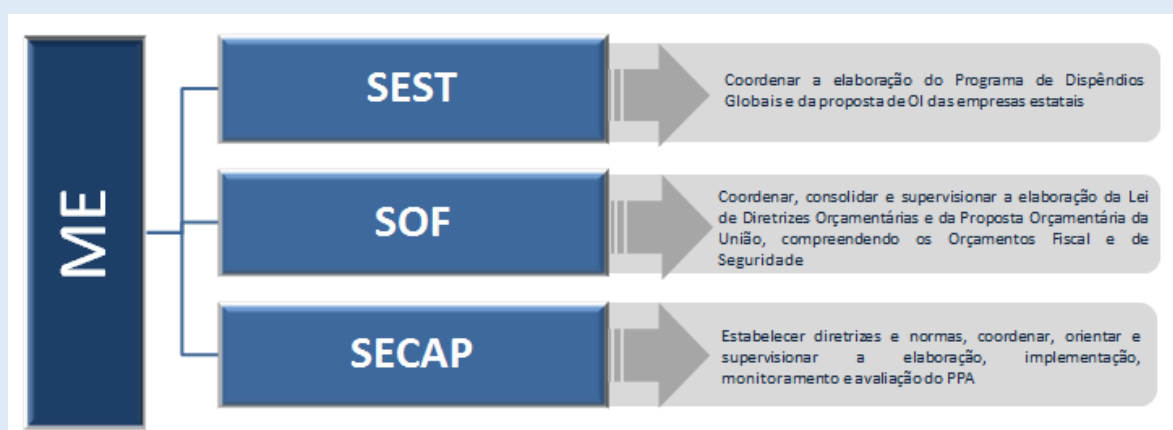 ME
SEST
Coordenar a elaboração do Programa de Dispêndios
Globais e da proposta de OI das empresas estatais
SOF
Coordenar, consolidar e supervisionar a elaboração da Lei
de Diretrizes Orçamentárias e da Proposta Orçamentária da
União, compreendendo os Orçamentos Fiscal e de
Seguridade
SECAP
Estabelecer diretrizes e normas, coordenar, orientar e
supervisionar a elaboração, implementação,
monitoramento e avaliação do PPA